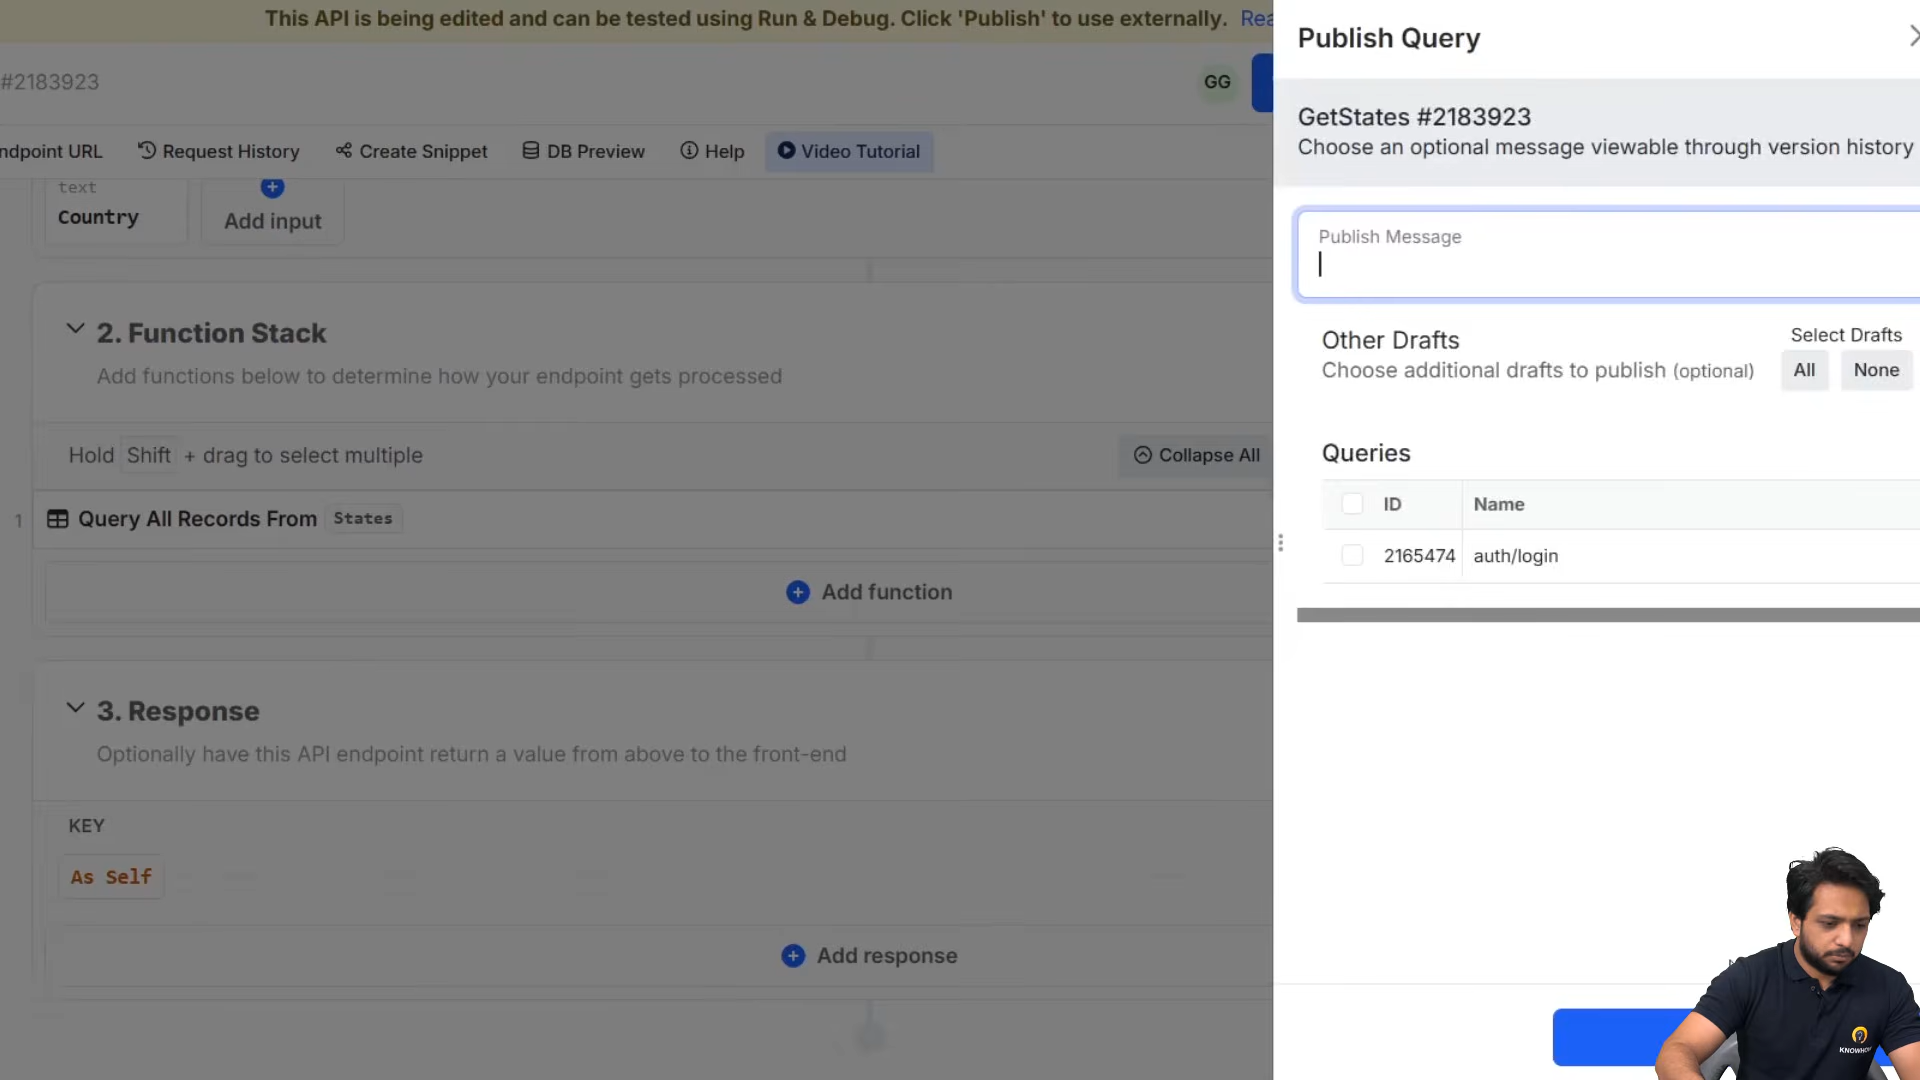 This API is being edited and can be tested using Run & Debug. Click 'Publish' to use externally. Rea
#2183923
GG
ndpoint URL
Request History
Create Snippet
DB Preview
Help
Video Tutorial
text
Country
Add input
2. Function Stack
Add functions below to determine how your endpoint gets processed
Hold Shift + drag to select multiple
Collapse All
1
Query All Records From States
Add function
3. Response
Optionally have this API endpoint return a value from above to the front-end
KEY
As Self
Add response
Publish Query
GetStates #2183923
Choose an optional message viewable through version history
Publish Message
Other Drafts
Select Drafts
Choose additional drafts to publish (optional)
All
None
Queries
ID
Name
2165474
auth/login